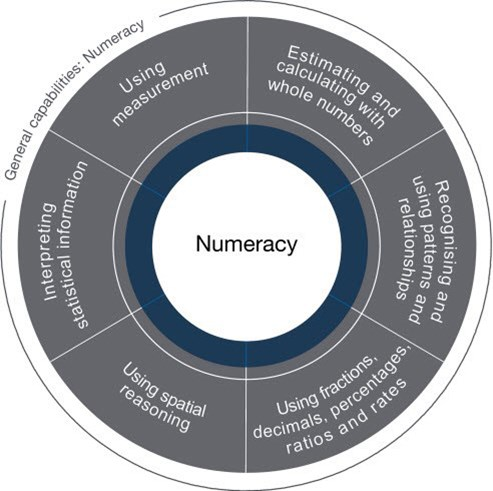 General capabilities: Numeracy
Estimating and
calculating with
whole numbers
Recognising and
using patterns and
relationships
Using fractions,
decimals, percentages,
ratios and rates
Using spatial
reasoning
Interpreting
statistical information
Using
measurement
Numeracy